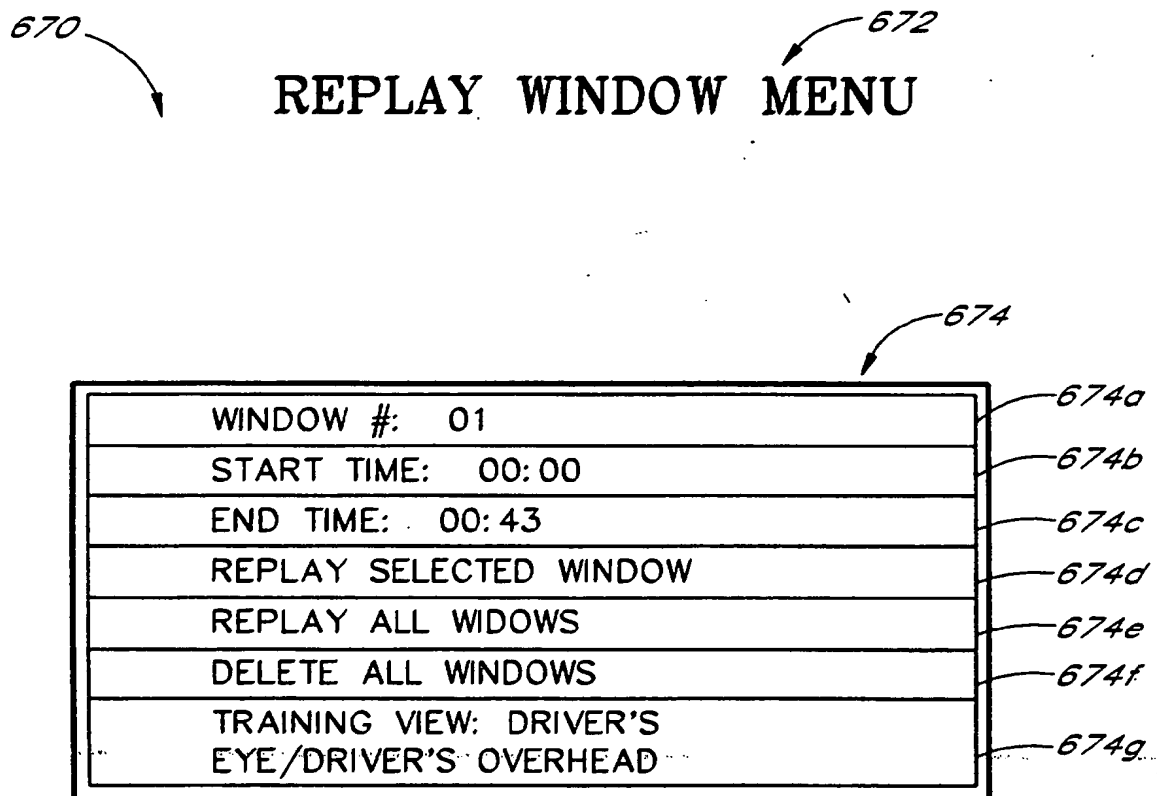 670
672
REPLAY WINDOW MENU
674
WINDOW #: 01
674a
START TIME: 00:00
674b
END TIME: 00:43
674c
REPLAY SELECTED WINDOW
674d
REPLAY ALL WIDOWS
674e
DELETE ALL WINDOWS
674f
TRAINING VIEW: DRIVER'S
EYE/DRIVER'S OVERHEAD
674g